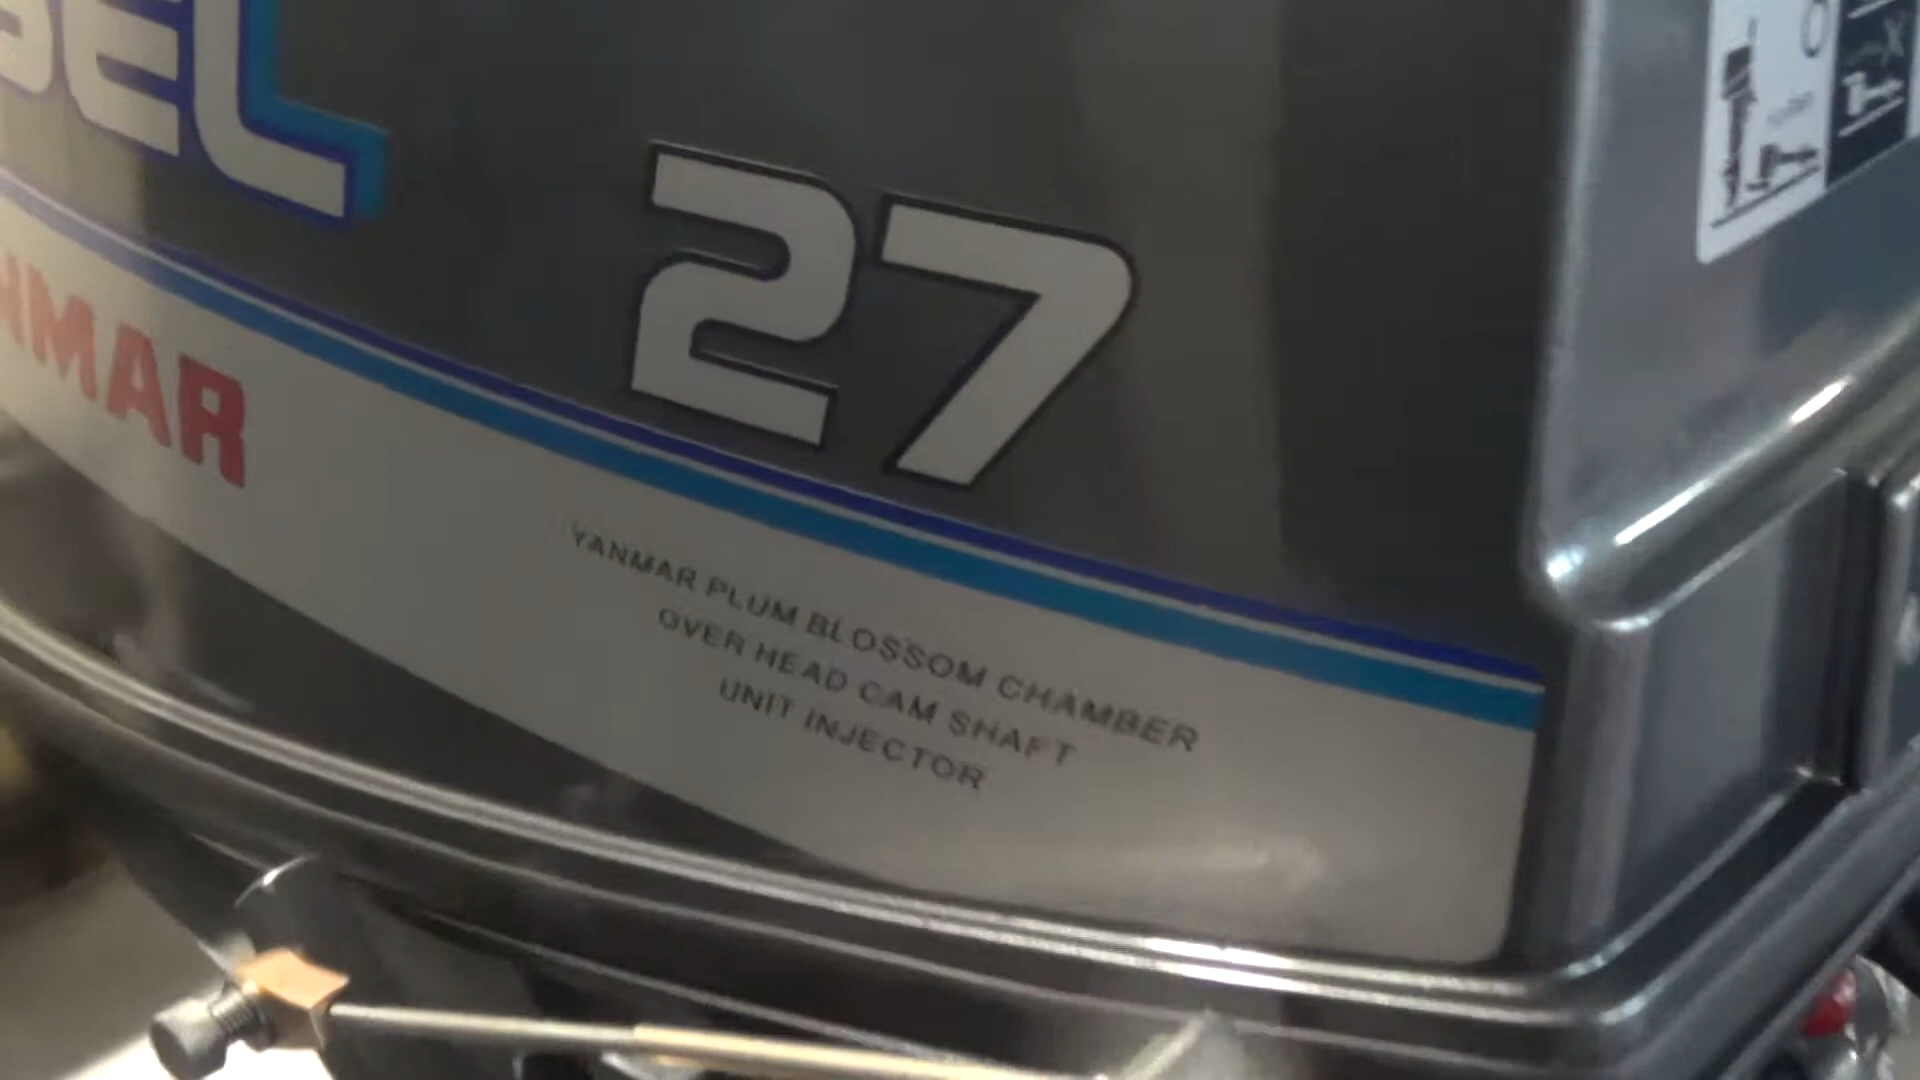 SEL
27
NMAR
YANMAR PLUM BLOSSOM CHAMBER
OVER HEAD CAM SHAFT
UNIT INJECTOR